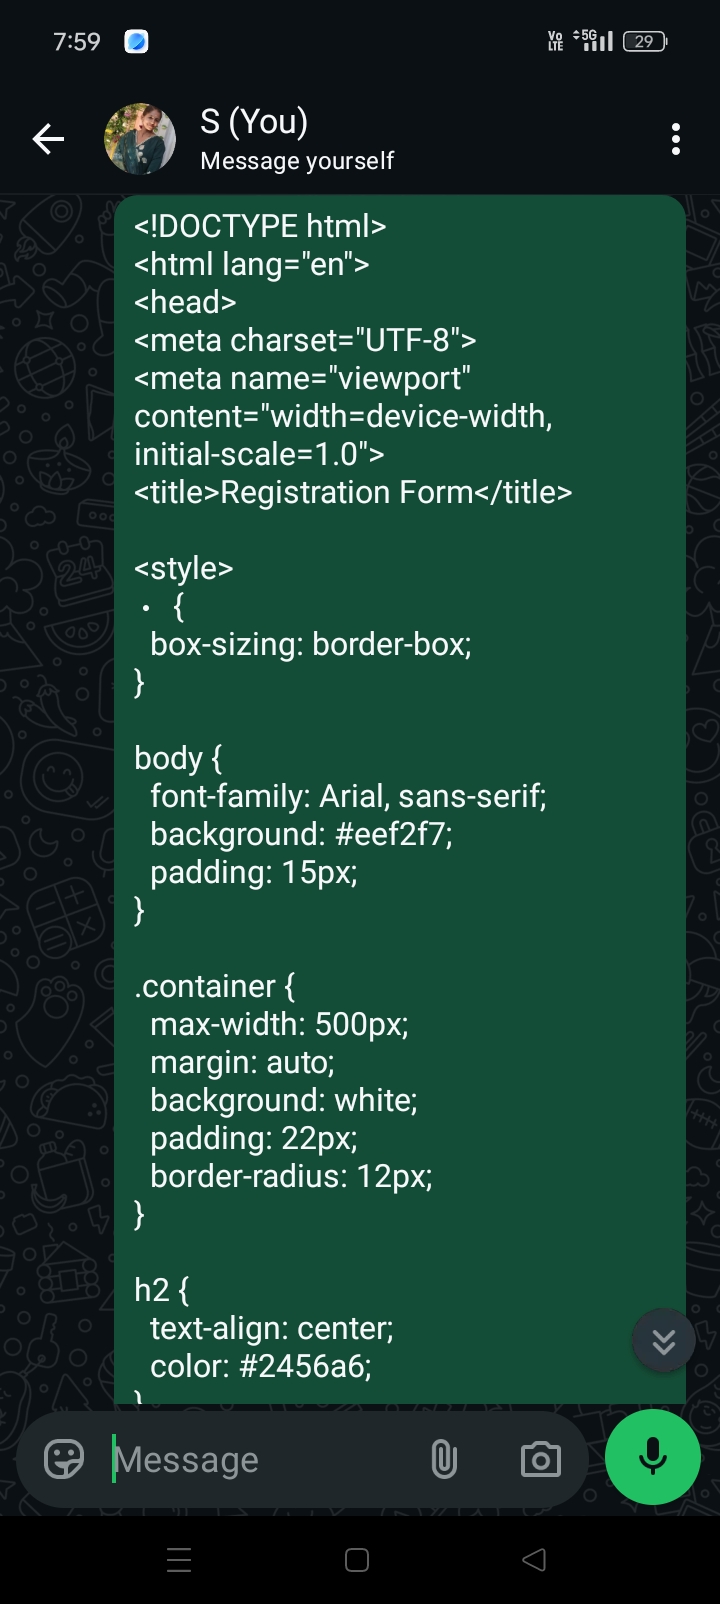 7:59
Vo LTE 5G 29
S (You)
Message yourself
<!DOCTYPE html>
<html lang="en">
<head>
<meta charset="UTF-8">
<meta name="viewport"
content="width=device-width,
initial-scale=1.0">
<title>Registration Form</title>
<style>
• {
box-sizing: border-box;
}
body {
font-family: Arial, sans-serif;
background: #eef2f7;
padding: 15px;
}
.container {
max-width: 500px;
margin: auto;
background: white;
padding: 22px;
border-radius: 12px;
}
h2 {
text-align: center;
color: #2456a6;
}
Message